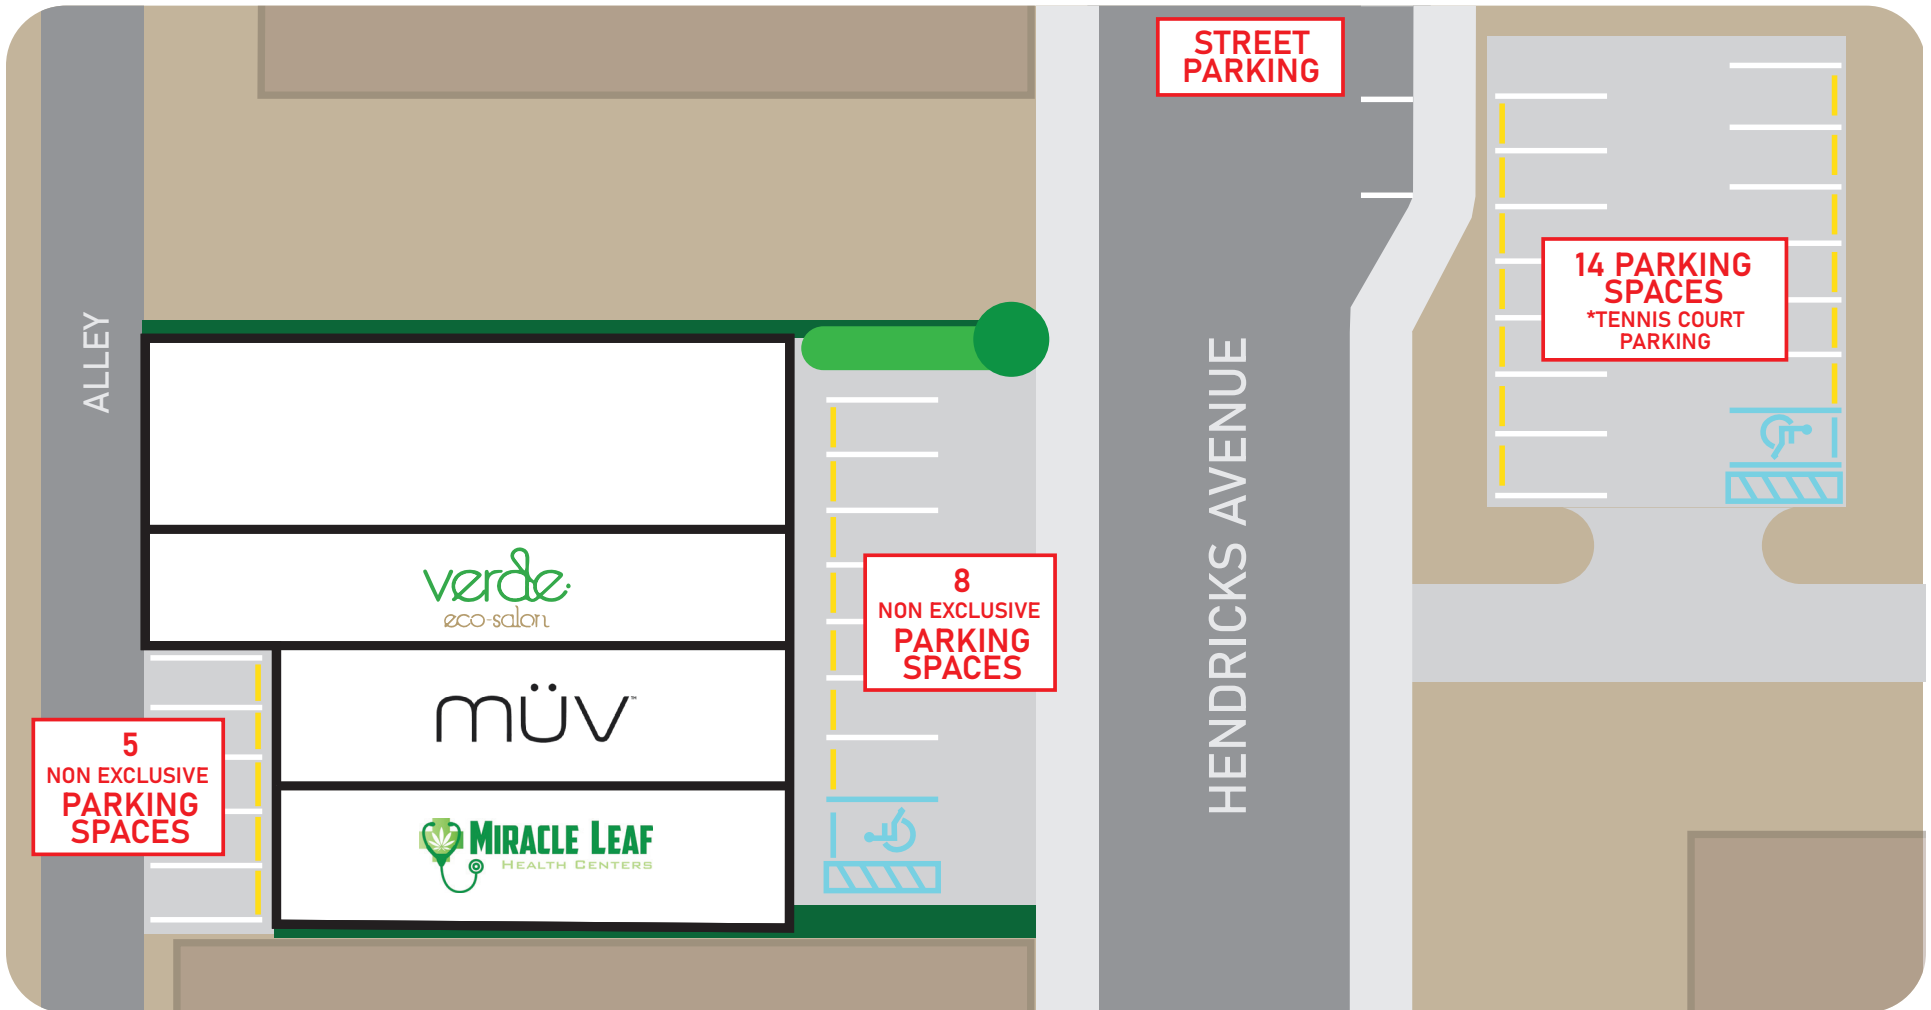 STREET
PARKING
14 PARKING
SPACES
*TENNIS COURT
PARKING
ALLEY
HENDRICKS AVENUE
verde
eco-salon
8
NON EXCLUSIVE
PARKING
SPACES
müv™
5
NON EXCLUSIVE
PARKING
SPACES
MIRACLE LEAF
HEALTH CENTERS